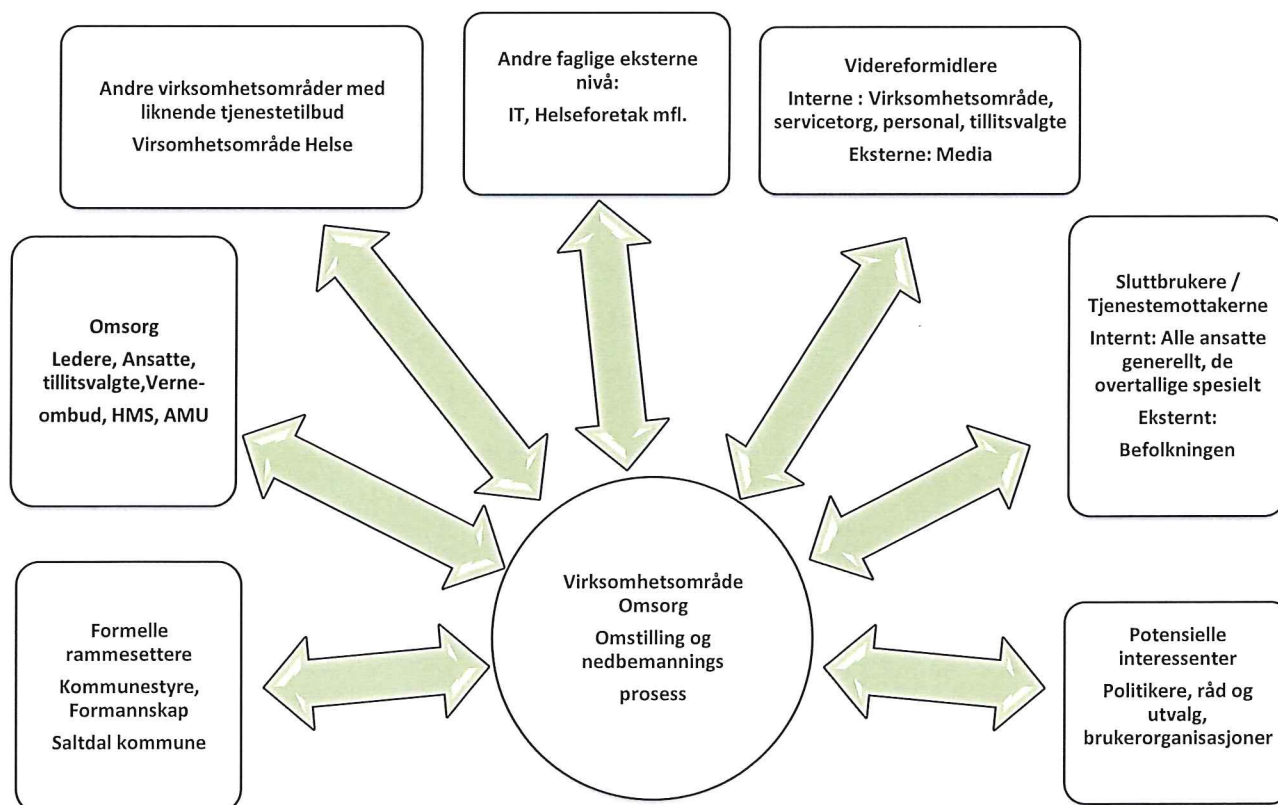 Andre virksomhetsområder med
liknende tjenestetilbud
Virsomhetsområde Helse
Andre faglige eksterne
nivå:
IT, Helseforetak mfl.
Videreformidlere
Interne : Virksomhetsområde,
servicetorg, personal, tillitsvalgte
Eksterne: Media
Omsorg
Ledere, Ansatte,
tillitsvalgte,Verne-
ombud, HMS, AMU
Sluttbrukere /
Tjenestemottakerne
Internt: Alle ansatte
generellt, de
overtallige spesielt
Eksternt:
Befolkningen
Formelle
rammesettere
Kommunestyre,
Formannskap
Saltdal kommune
Virksomhetsområde
Omsorg
Omstilling og
nedbemannings
prosess
Potensielle
interessenter
Politikere, råd og
utvalg,
brukerorganisasjoner